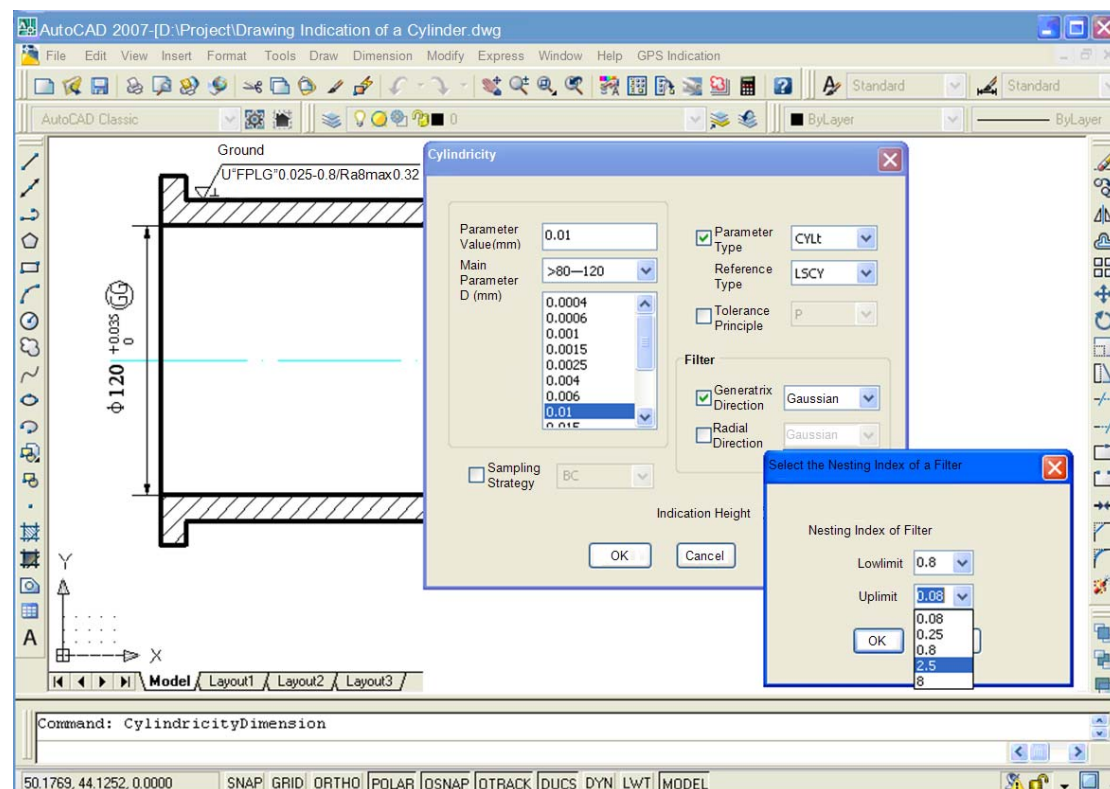 AutoCAD 2007-[D:\Project\Drawing Indication of a Cylinder.dwg
File Edit View Insert Format Tools Draw Dimension Modify Express Window Help GPS Indication
Standard Standard
AutoCAD Classic 0 ByLayer ByLayer
Ground
U“FPLG”0.025-0.8/Ra8max0.32
ϕ120 +0.035 0 GG
Y
X
Cylindricity
Parameter Value(mm) 0.01
Main Parameter D (mm) >80—120
0.0004
0.0006
0.001
0.0015
0.0025
0.004
0.006
0.01
0.015
Sampling Strategy BC
Parameter Type CYLt
Reference Type LSCY
Tolerance Principle P
Filter
Generatrix Direction Gaussian
Radial Direction Gaussian
Indication Height
OK Cancel
Select the Nesting Index of a Filter
Nesting Index of Filter
Lowlimit 0.8
Uplimit 0.08
0.08
0.25
0.8
2.5
8
OK
A
Model Layout1 Layout2 Layout3
Command: CylindricityDimension
50.1769, 44.1252, 0.0000 SNAP GRID ORTHO POLAR OSNAP OTRACK DUCS DYN LWT MODEL